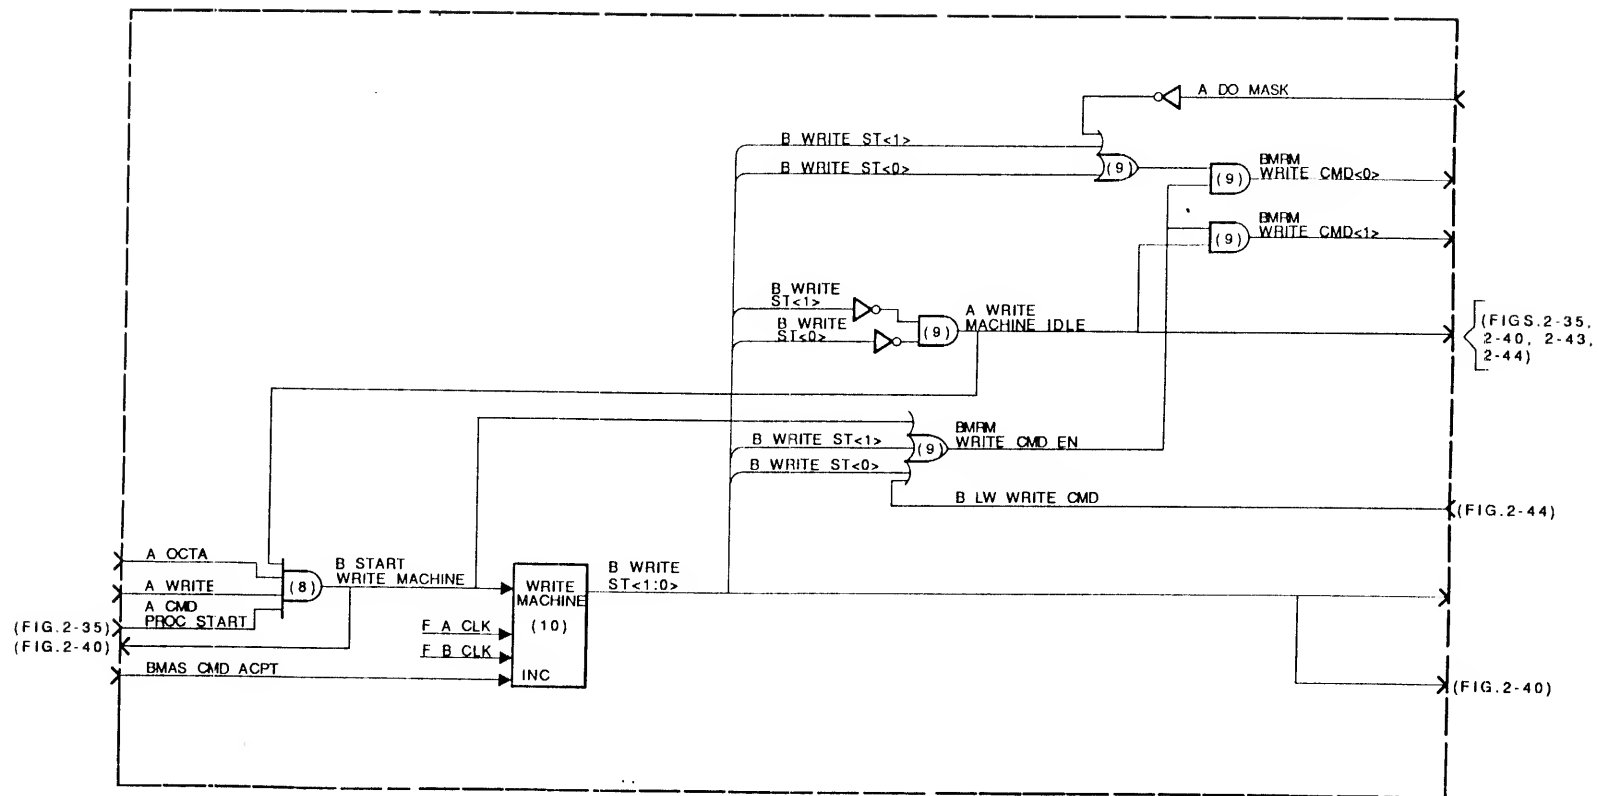 A DO MASK
B WRITE ST<1>
B WRITE ST<0>
(9)
BMRM
WRITE CMD<0>
(9)
BMRM
WRITE CMD<1>
(9)
B WRITE
ST<1>
B WRITE
ST<0>
(9)
A WRITE
MACHINE IDLE
(FIGS.2-35,
2-40, 2-43,
2-44)
B WRITE ST<1>
B WRITE ST<0>
(9)
BMRM
WRITE CMD EN
B LW WRITE CMD
(FIG.2-44)
A OCTA
A WRITE
A CMD
PROC START
(FIG.2-35)
(FIG.2-40)
BMAS CMD ACPT
(8)
B START
WRITE MACHINE
F A CLK
F B CLK
WRITE
MACHINE
(10)
INC
B WRITE
ST<1:0>
(FIG.2-40)